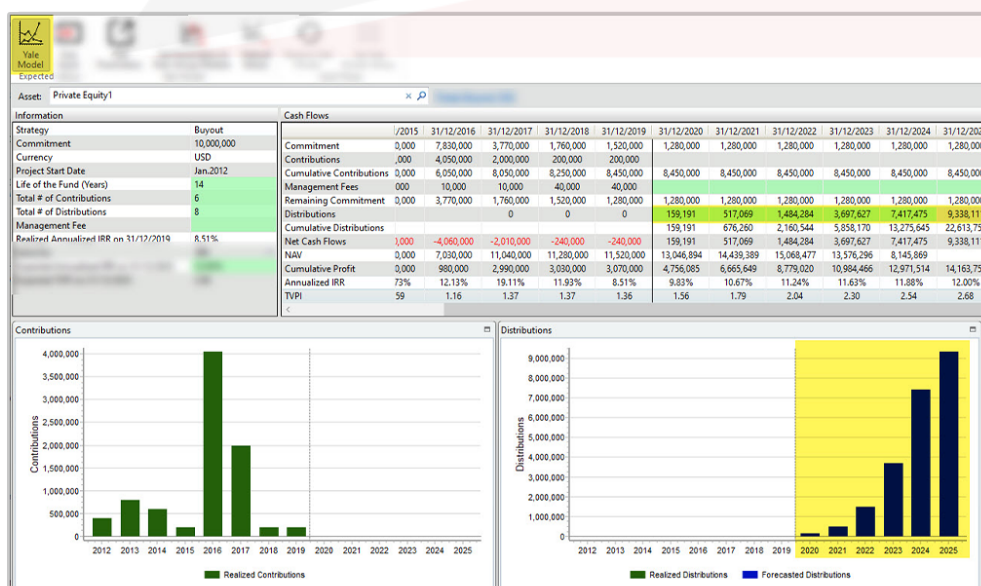 Yale
Model
Expected
Asset: Private Equity1
Information
Strategy Buyout
Commitment 10,000,000
Currency USD
Project Start Date Jan.2012
Life of the Fund (Years) 14
Total # of Contributions 6
Total # of Distributions 8
Management Fee
Realized Annualized IRR on 31/12/2019 8.51%
Cash Flows
/2015 31/12/2016 31/12/2017 31/12/2018 31/12/2019 31/12/2020 31/12/2021 31/12/2022 31/12/2023 31/12/2024 31/12/202
Commitment 0,000 7,830,000 3,770,000 1,760,000 1,520,000 1,280,000 1,280,000 1,280,000 1,280,000 1,280,000 1,280,00
Contributions ,000 4,050,000 2,000,000 200,000 200,000
Cumulative Contributions 0,000 6,050,000 8,050,000 8,250,000 8,450,000 8,450,000 8,450,000 8,450,000 8,450,000 8,450,000 8,450,00
Management Fees 000 10,000 10,000 40,000 40,000
Remaining Commitment 0,000 3,770,000 1,760,000 1,520,000 1,280,000 1,280,000 1,280,000 1,280,000 1,280,000 1,280,000 1,280,00
Distributions 0 0 0 159,191 517,069 1,484,284 3,697,627 7,417,475 9,338,11
Cumulative Distributions 159,191 676,260 2,160,544 5,858,170 13,275,645 22,613,75
Net Cash Flows 0,000 -4,060,000 -2,010,000 -240,000 -240,000 159,191 517,069 1,484,284 3,697,627 7,417,475 9,338,11
NAV 0,000 7,030,000 11,040,000 11,280,000 11,520,000 13,046,894 14,439,389 15,068,477 13,576,296 8,145,869
Cumulative Profit 0,000 980,000 2,990,000 3,030,000 3,070,000 4,756,085 6,665,649 8,779,020 10,984,466 12,971,514 14,163,75
Annualized IRR 73% 12.13% 19.11% 11.93% 8.51% 9.83% 10.67% 11.24% 11.63% 11.88% 12.00%
TVPI 59 1.16 1.37 1.37 1.36 1.56 1.79 2.04 2.30 2.54 2.68
Contributions
4,000,000
3,500,000
3,000,000
2,500,000
2,000,000
1,500,000
1,000,000
500,000
0
Contributions
2012 2013 2014 2015 2016 2017 2018 2019 2020 2021 2022 2023 2024 2025
Realized Contributions
Distributions
9,000,000
8,000,000
7,000,000
6,000,000
5,000,000
4,000,000
3,000,000
2,000,000
1,000,000
0
Distributions
2012 2013 2014 2015 2016 2017 2018 2019 2020 2021 2022 2023 2024 2025
Realized Distributions Forecasted Distributions